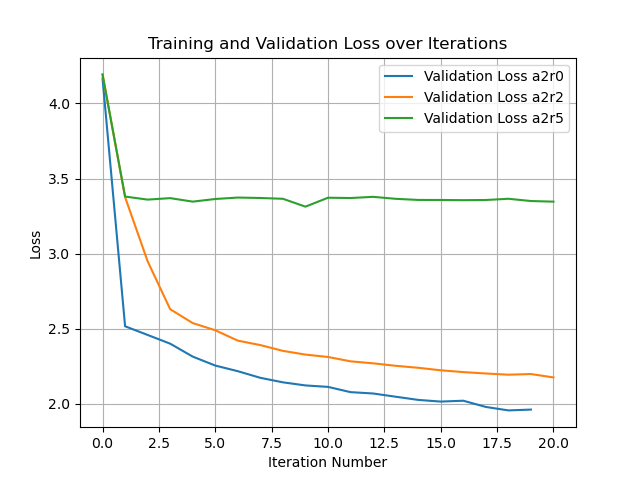 Training and Validation Loss over Iterations
Validation Loss a2r0
Validation Loss a2r2
Validation Loss a2r5
4.0
3.5
3.0
2.5
2.0
Loss
0.0 2.5 5.0 7.5 10.0 12.5 15.0 17.5 20.0
Iteration Number